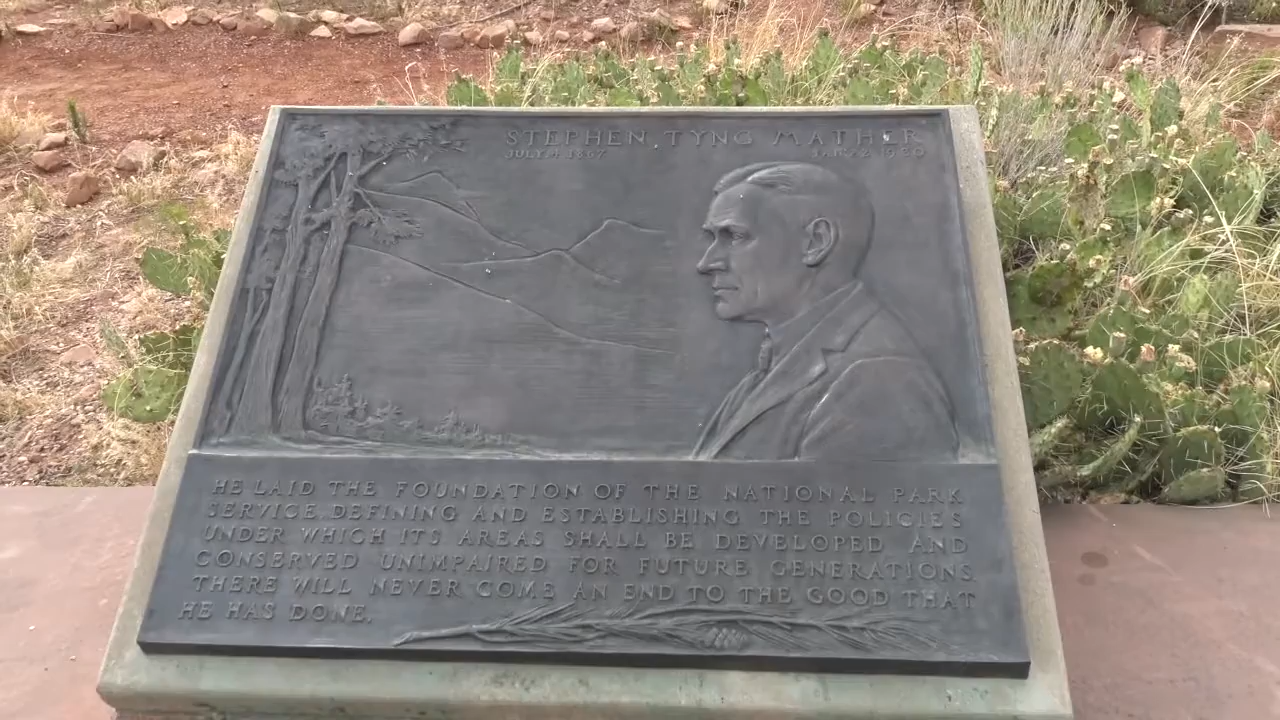 STEPHEN TYNG MATHER
JULY 4 1867 JAN 22 1930
HE LAID THE FOUNDATION OF THE NATIONAL PARK
SERVICE. DEFINING AND ESTABLISHING THE POLICIES
UNDER WHICH ITS AREAS SHALL BE DEVELOPED AND
CONSERVED UNIMPAIRED FOR FUTURE GENERATIONS.
THERE WILL NEVER COME AN END TO THE GOOD THAT
HE HAS DONE.